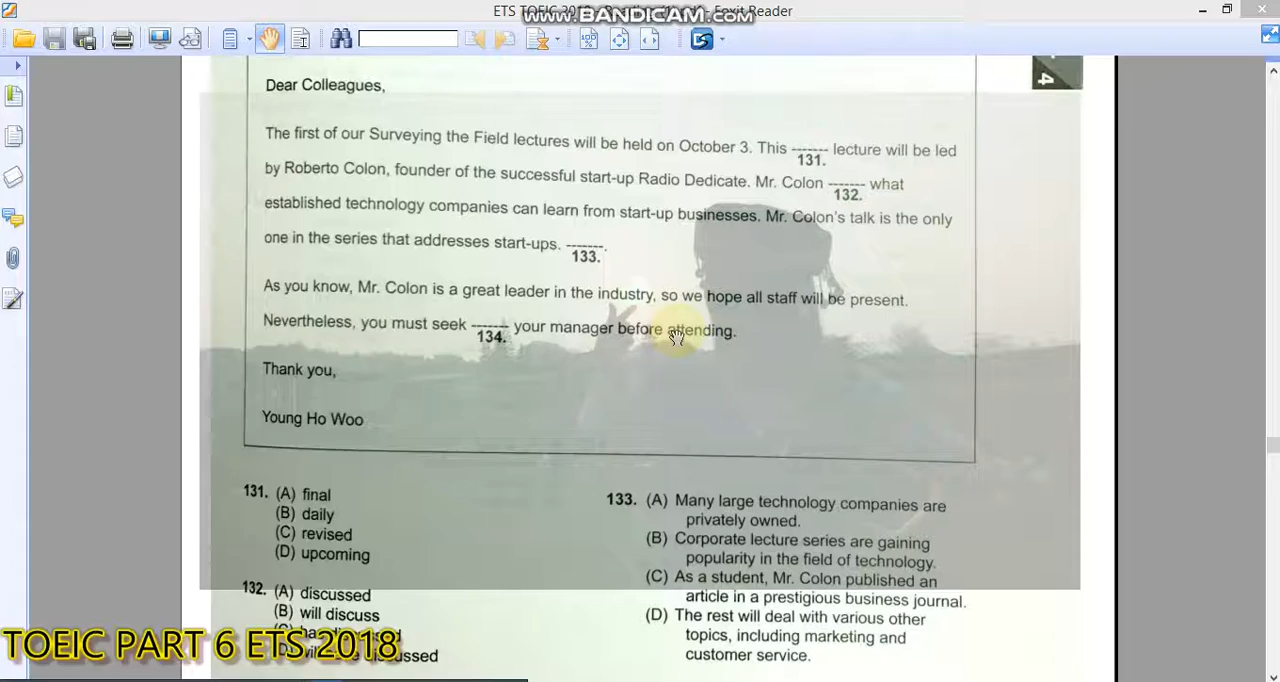 ETS TOEIC 201
Reader
WWW.BANDICAM.COM
4
Dear Colleagues,
The first of our Surveying the Field lectures will be held on October 3. This ------- lecture will be led
131.
by Roberto Colon, founder of the successful start-up Radio Dedicate. Mr. Colon ------- what
132.
established technology companies can learn from start-up businesses. Mr. Colon's talk is the only
one in the series that addresses start-ups. -------.
133.
As you know, Mr. Colon is a great leader in the industry, so we hope all staff will be present.
Nevertheless, you must seek ------- your manager before attending.
134.
Thank you,
Young Ho Woo
131. (A) final
(B) daily
(C) revised
(D) upcoming
132. (A) discussed
(B) will discuss
133. (A) Many large technology companies are
privately owned.
(B) Corporate lecture series are gaining
popularity in the field of technology.
(C) As a student, Mr. Colon published an
article in a prestigious business journal.
(D) The rest will deal with various other
topics, including marketing and
customer service.
TOEIC PART 6 ETS 2018